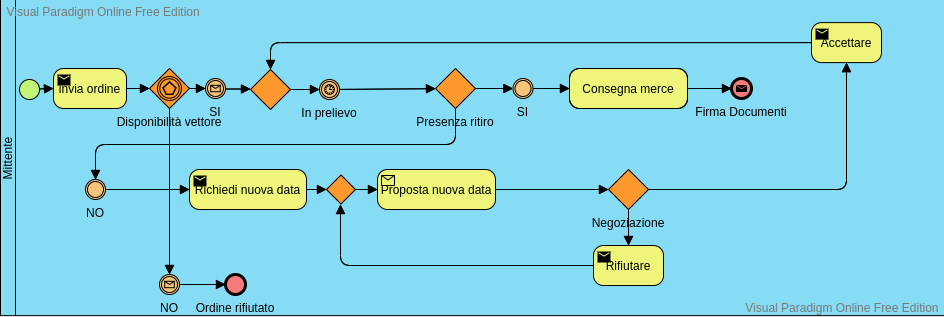 Visual Paradigm Online Free Edition
Mittente
Invia ordine
Disponibilità vettore
SI
In prelievo
Presenza ritiro
SI
Consegna merce
Firma Documenti
Accettare
NO
Richiedi nuova data
Proposta nuova data
Negoziazione
Rifiutare
NO
Ordine rifiutato
Visual Paradigm Online Free Edition